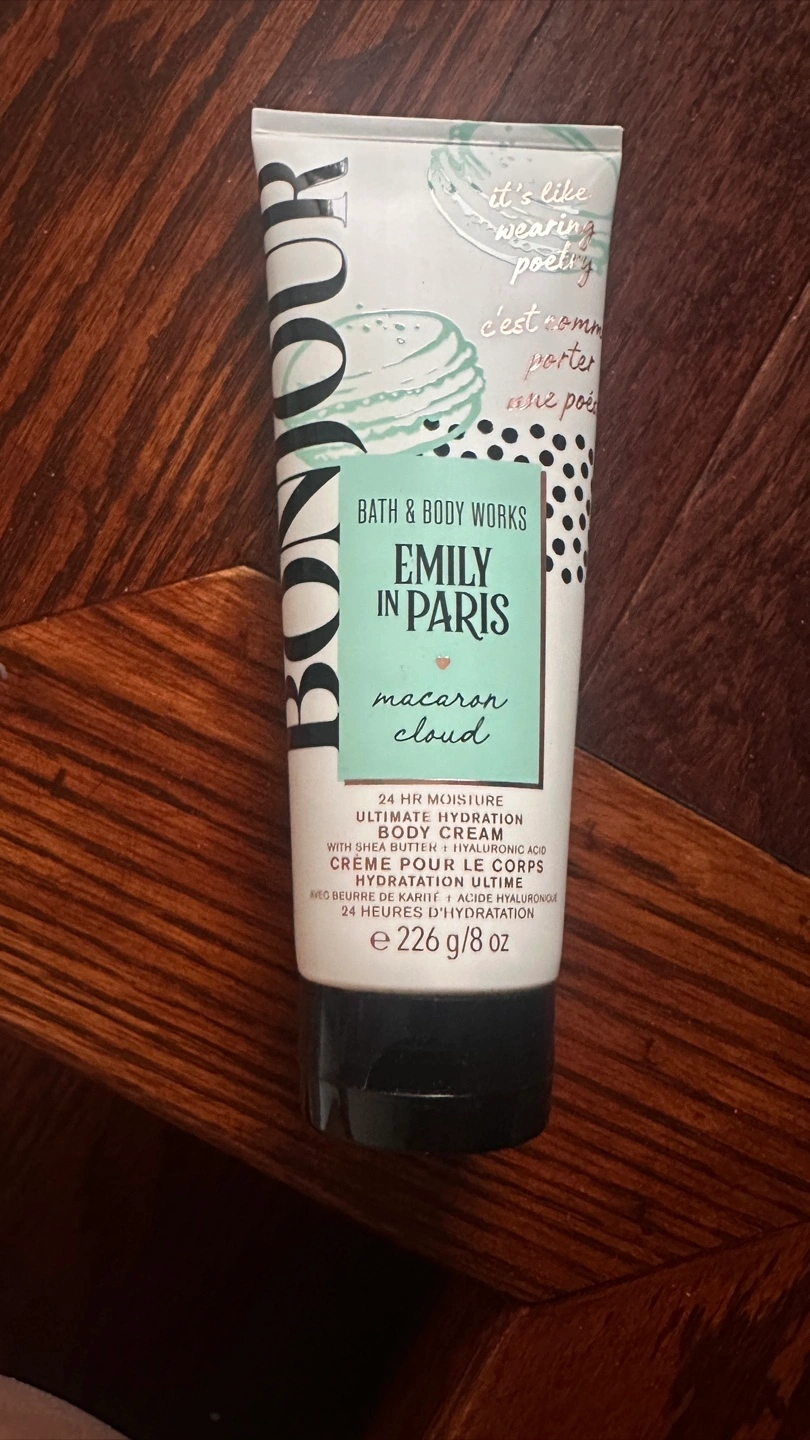 BONJOUR
it's like
wearing
poetry
c'est
porter
une
BATH & BODY WORKS
EMILY
IN PARIS
macaron
cloud
24 HR MOISTURE
ULTIMATE HYDRATION
BODY CREAM
WITH SHEA BUTTER + HYALURONIC ACID
CRÈME POUR LE CORPS
HYDRATATION ULTIME
AVEC BEURRE DE KARITÉ + ACIDE HYALURONIQUE
24 HEURES D'HYDRATATION
e 226 g/8 oz